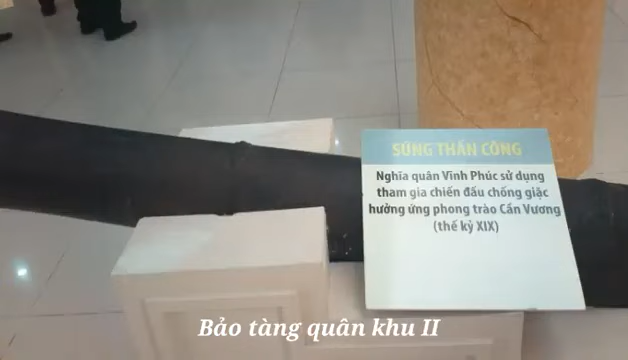 SÚNG THẦN CÔNG
Nghĩa quân Vĩnh Phúc sử dụng
tham gia chiến đấu chống giặc
hưởng ứng phong trào Cần Vương
(thế kỷ XIX)
Bảo tàng quân khu II